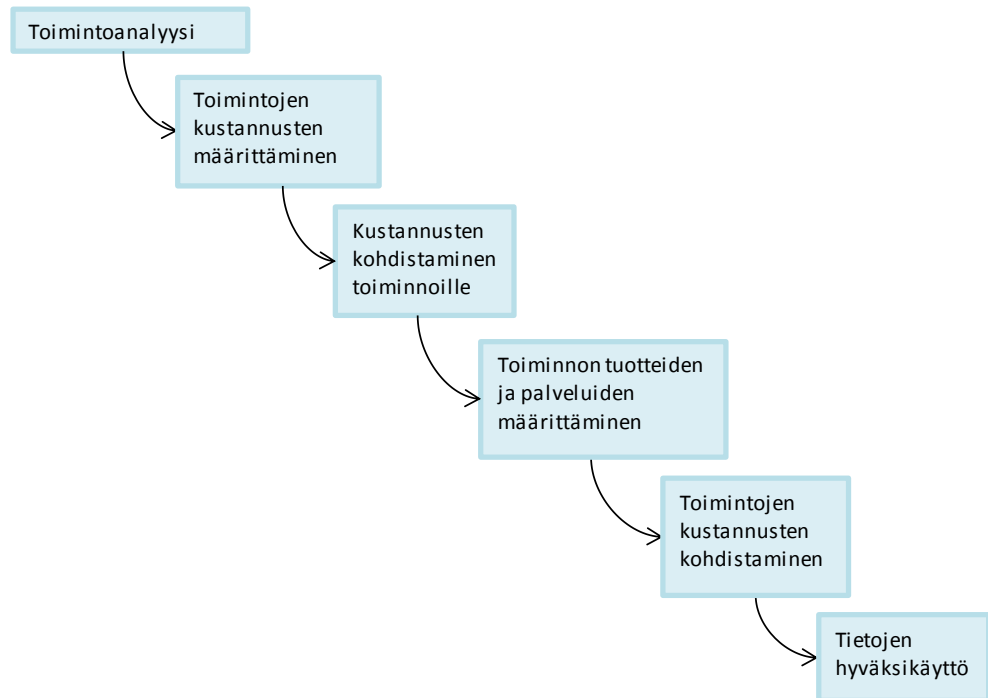 Toimintoanalyysi
Toimintojen
kustannusten
määrittäminen
Kustannusten
kohdistaminen
toiminnoille
Toiminnon tuotteiden
ja palveluiden
määrittäminen
Toimintojen
kustannusten
kohdistaminen
Tietojen
hyväksikäyttö